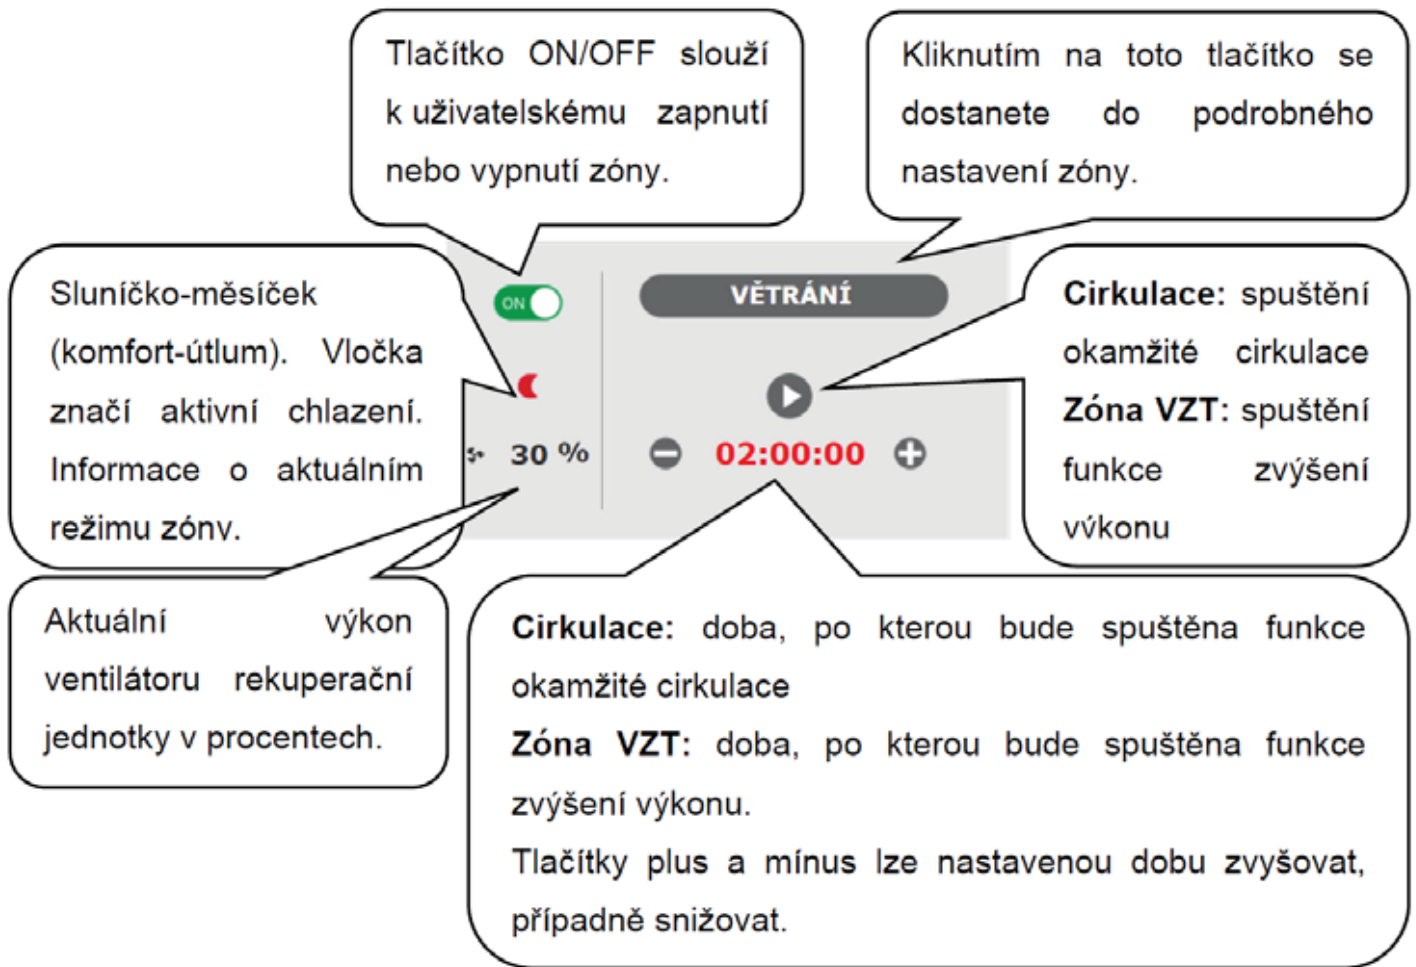 Tlačítko ON/OFF slouží
k uživatelskému zapnutí
nebo vypnutí zóny.
Kliknutím na toto tlačítko se
dostanete do podrobného
nastavení zóny.
Sluníčko-měsíček
(komfort-útlum). Vločka
značí aktivní chlazení.
Informace o aktuálním
režimu zóny.
ON
VĚTRÁNÍ
30 %
02:00:00
Cirkulace: spuštění
okamžité cirkulace
Zóna VZT: spuštění
funkce zvýšení
výkonu
Aktuální výkon
ventilátoru rekuperační
jednotky v procentech.
Cirkulace: doba, po kterou bude spuštěna funkce
okamžité cirkulace
Zóna VZT: doba, po kterou bude spuštěna funkce
zvýšení výkonu.
Tlačítky plus a mínus lze nastavenou dobu zvyšovat,
případně snižovat.